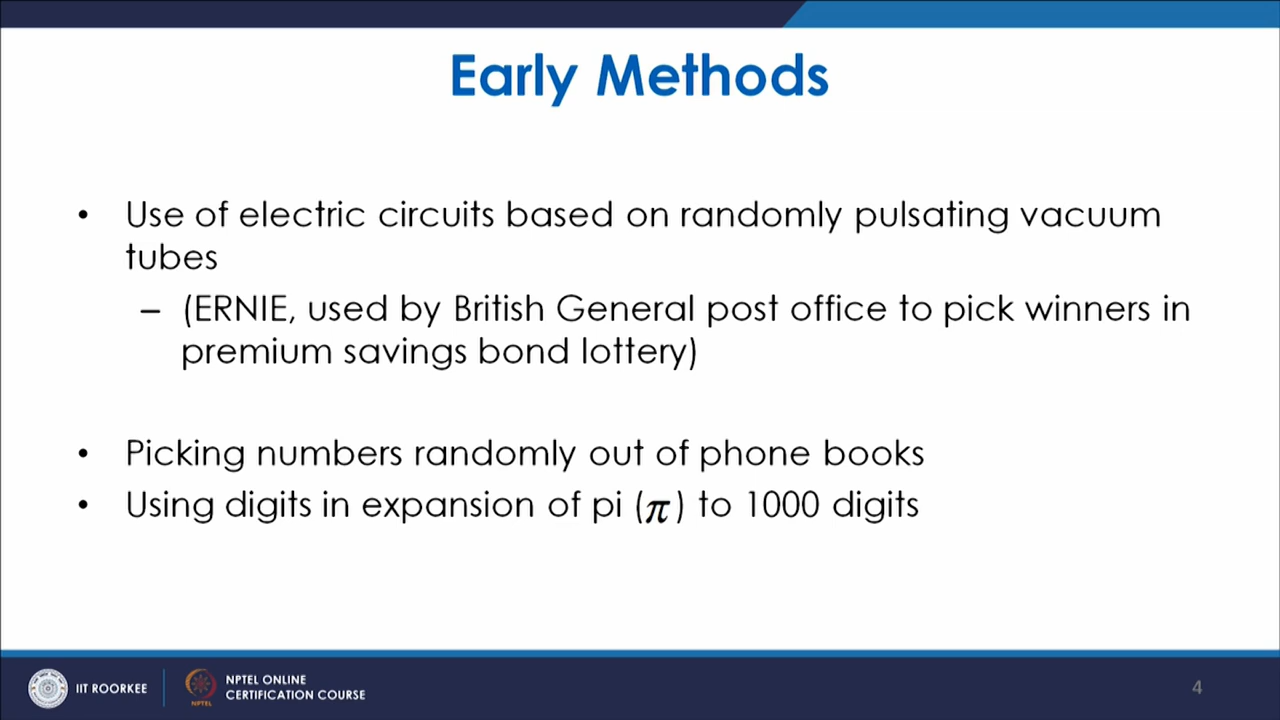 Early Methods
• Use of electric circuits based on randomly pulsating vacuum
tubes
– (ERNIE, used by British General post office to pick winners in
premium savings bond lottery)
• Picking numbers randomly out of phone books
• Using digits in expansion of pi (π) to 1000 digits
IIT ROORKEE
NPTEL
NPTEL ONLINE
CERTIFICATION COURSE
4